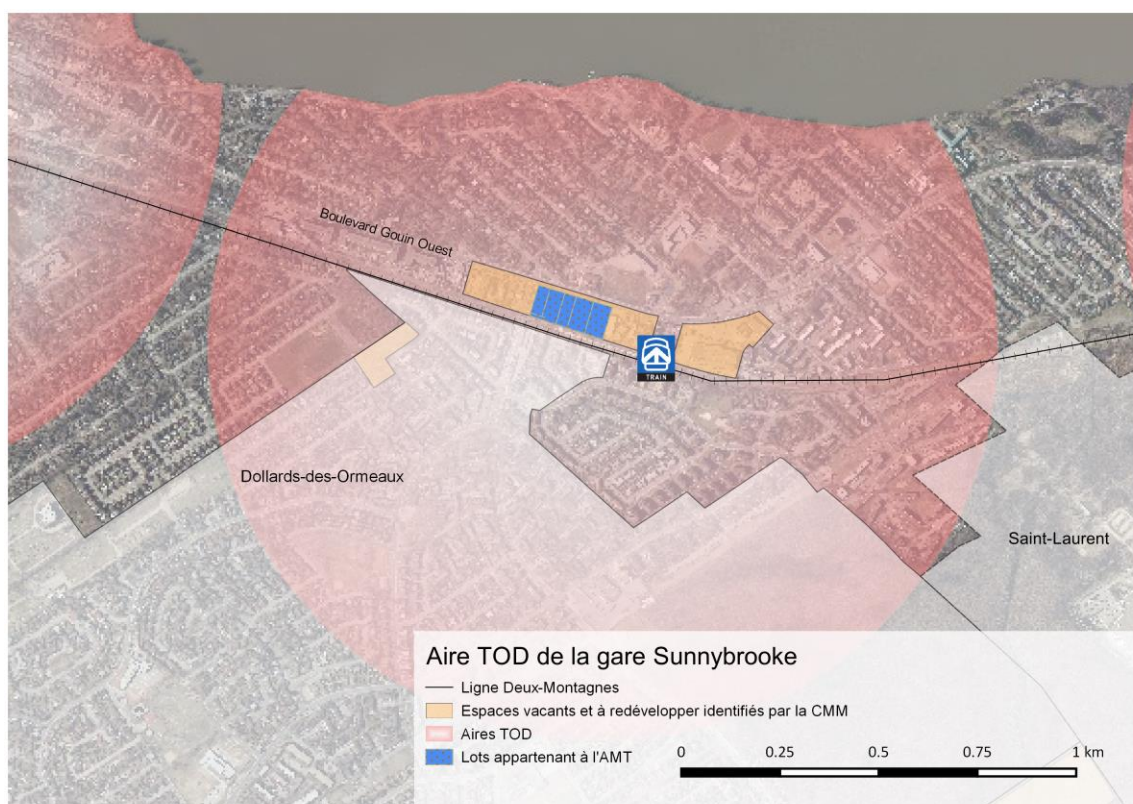 Boulevard Gouin Ouest
TRAIN
Dollards-des-Ormeaux
Saint-Laurent
Aire TOD de la gare Sunnybrooke
Ligne Deux-Montagnes
Espaces vacants et à redévelopper identifiés par la CMM
Aires TOD
Lots appartenant à l'AMT
0 0.25 0.5 0.75 1 km